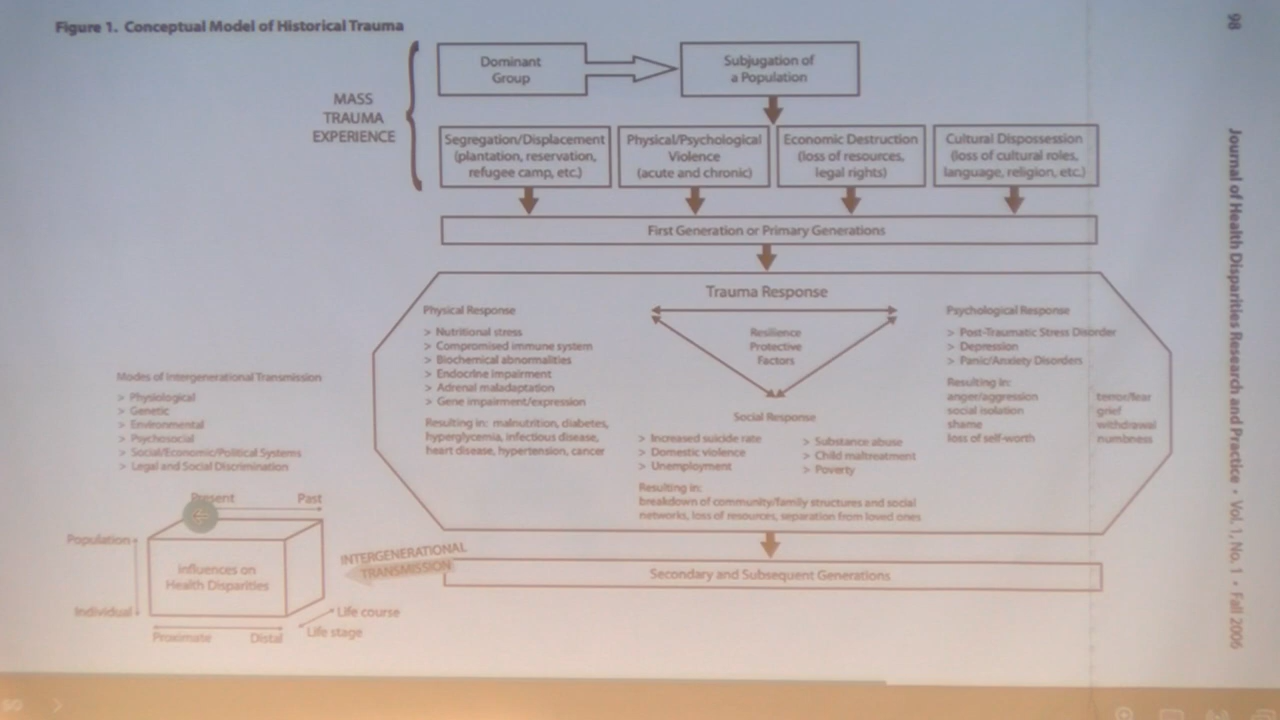 Figure 1. Conceptual Model of Historical Trauma
MASS
TRAUMA
EXPERIENCE
Dominant
Group
Subjugation of
a Population
Segregation/Displacement
(plantation, reservation,
refugee camp, etc.)
Physical/Psychological
Violence
(acute and chronic)
Economic Destruction
(loss of resources,
legal rights)
Cultural Dispossession
(loss of cultural roles,
language, religion, etc.)
First Generation or Primary Generations
Trauma Response
Physical Response
> Nutritional stress
> Compromised immune system
> Biochemical abnormalities
> Endocrine impairment
> Adrenal maladaptation
> Gene impairment/expression
Resulting in: malnutrition, diabetes,
hyperglycemia, infectious disease,
heart disease, hypertension, cancer
Resilience
Protective
Factors
Social Response
> Increased suicide rate
> Domestic violence
> Unemployment
> Substance abuse
> Child maltreatment
> Poverty
Resulting in:
breakdown of community/family structures and social
networks, loss of resources, separation from loved ones
Psychological Response
> Post-Traumatic Stress Disorder
> Depression
> Panic/Anxiety Disorders
Resulting in:
anger/aggression
social isolation
shame
loss of self-worth
terror/fear
grief
withdrawal
numbness
Secondary and Subsequent Generations
INTERGENERATIONAL
TRANSMISSION
Modes of Intergenerational Transmission
> Physiological
> Genetic
> Environmental
> Psychosocial
> Social/Economic/Political Systems
> Legal and Social Discrimination
Present
Past
Population
Individual
influences on
Health Disparities
Proximate
Distal
Life course
Life stage
98
Journal of Health Disparities Research and Practice • Vol. 1, No. 1 • Fall 2006